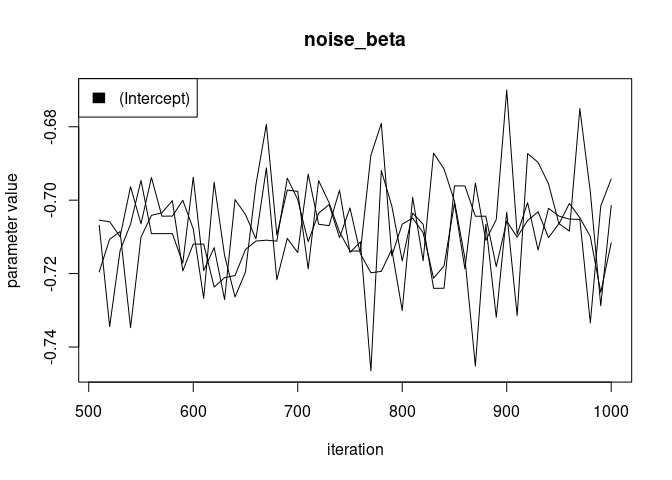 noise_beta
(Intercept)
parameter value
-0.68
-0.70
-0.72
-0.74
500 600 700 800 900 1000
iteration